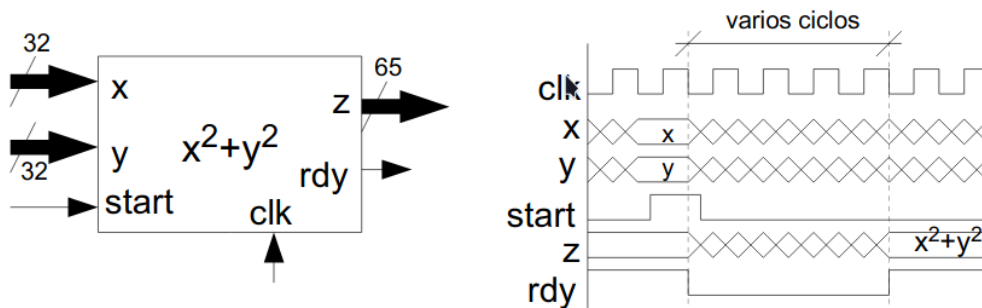 32
x
32
y
start
x²+y²
clk
65
z
rdy
varios ciclos
clk
x
x
y
y
start
z
x²+y²
rdy